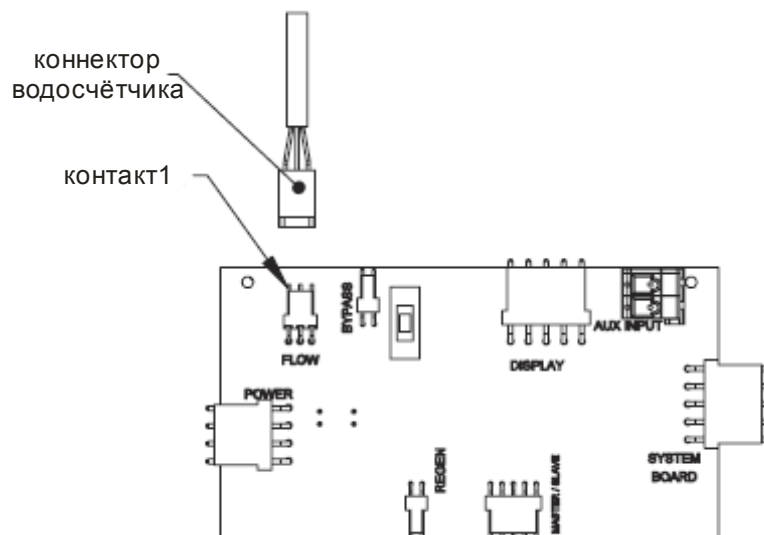 коннектор
водосчётчика
контакт1
BYPASS
FLOW
DISPLAY
AUX INPUT
POWER
REGEN
MASTER / SLAVE
SYSTEM
BOARD